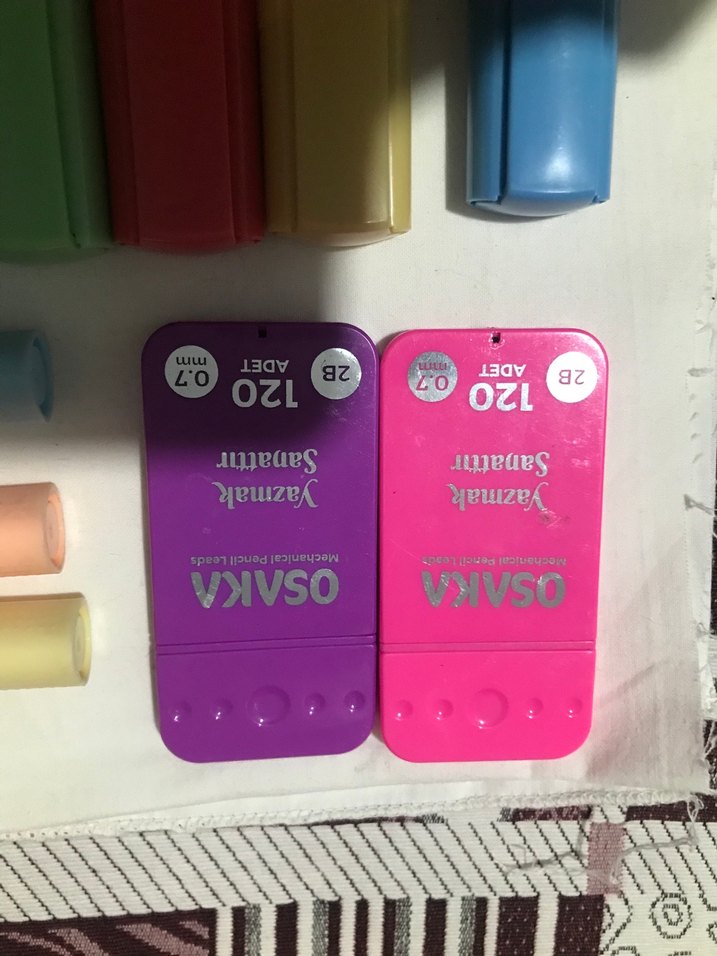 OSAKA
Mechanical Pencil Leads
Yazmak
Sanattır
2B
120
ADET
0.7
mm
OSAKA
Mechanical Pencil Leads
Yazmak
Sanattır
2B
120
ADET
0.7
mm